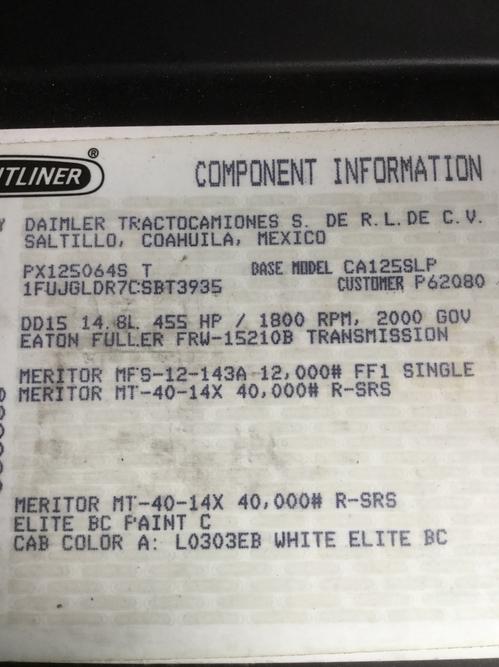 TLINER®
COMPONENT INFORMATION
Y DAIMLER TRACTOCAMIONES S. DE R.L.DE C.V.
SALTILLO, COAHUILA, MEXICO
PX125064S T BASE MODEL CA125SLP
1FUJGLDR7CSBT3935 CUSTOMER P62080
DD15 14.8L 455 HP / 1800 RPM, 2000 GOV
EATON FULLER FRW-15210B TRANSMISSION
MERITOR MFS-12-143A 12,000# FF1 SINGLE
MERITOR MT-40-14X 40,000# R-SRS
MERITOR MT-40-14X 40,000# R-SRS
ELITE BC PAINT C
CAB COLOR A: L0303EB WHITE ELITE BC